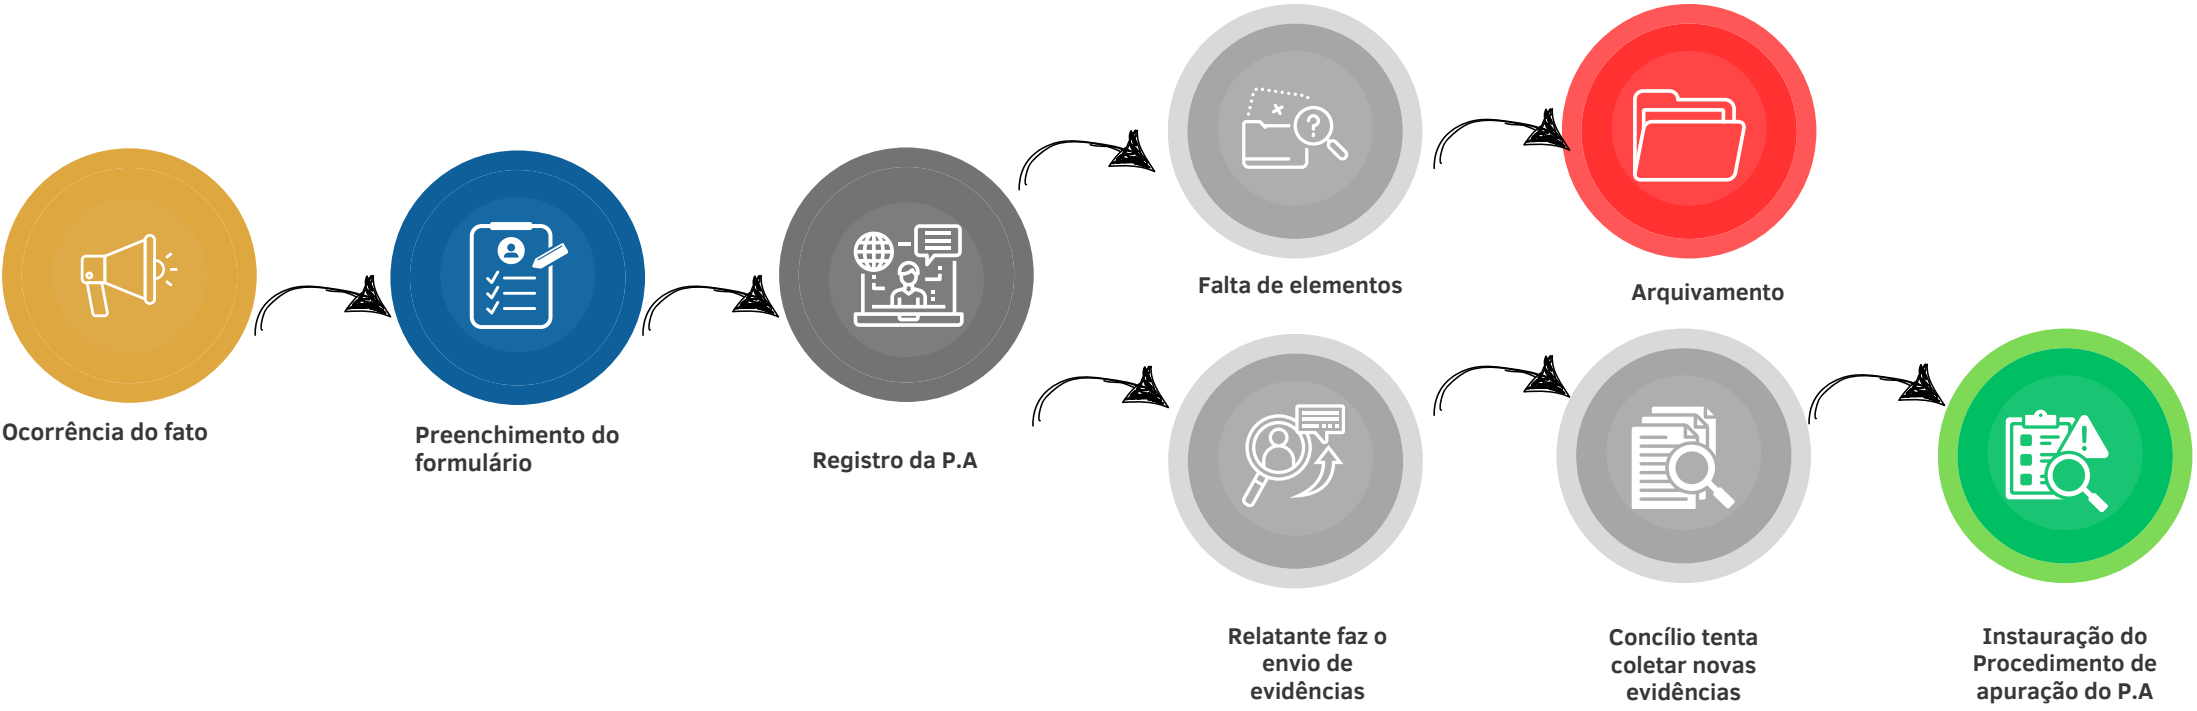 Ocorrência do fato
Preenchimento do
formulário
Registro da P.A
Falta de elementos
Arquivamento
Relatante faz o
envio de
evidências
Concílio tenta
coletar novas
evidências
Instauração do
Procedimento de
apuração do P.A